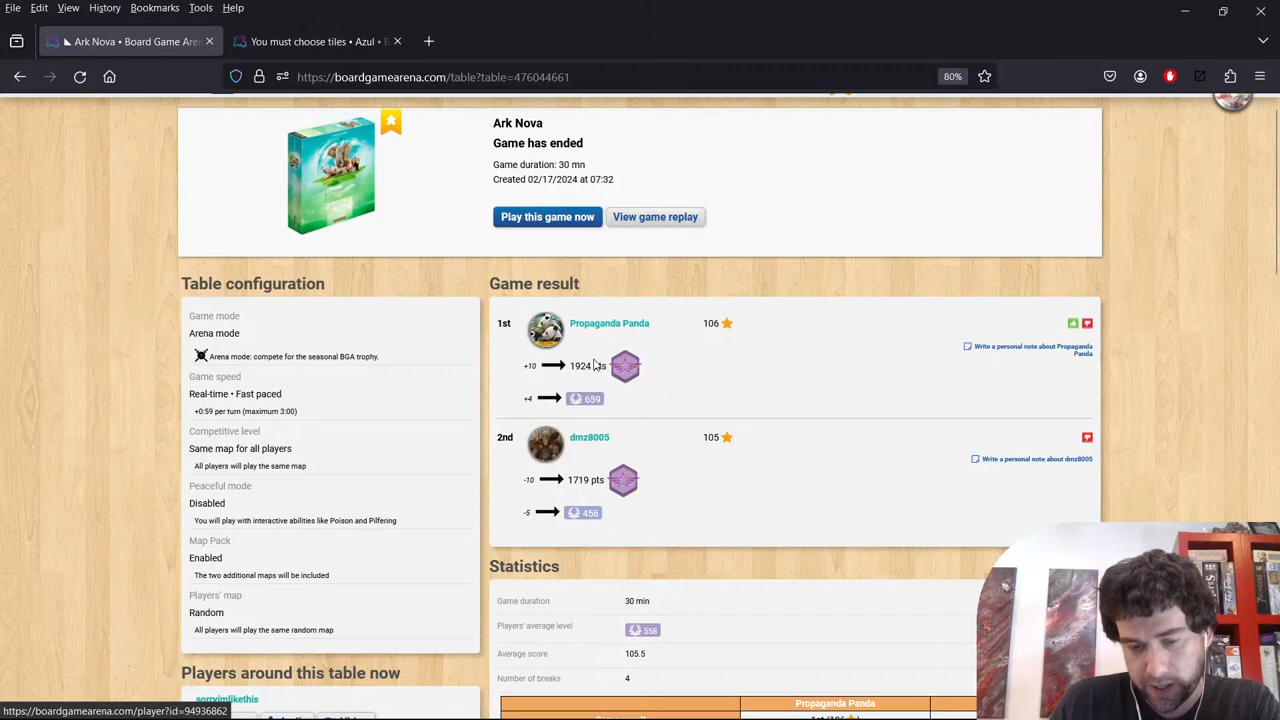 File Edit View History Bookmarks Tools Help
Ark Nova • Board Game Aren
You must choose tiles • Azul • B
https://boardgamearena.com/table?table=476044661
80%
Ark Nova
Game has ended
Game duration: 30 mn
Created 02/17/2024 at 07:32
Play this game now
View game replay
Table configuration
Game mode
Arena mode
Arena mode: compete for the seasonal BGA trophy.
Game speed
Real-time • Fast paced
+0:59 per turn (maximum 3:00)
Competitive level
Same map for all players
All players will play the same map
Peaceful mode
Disabled
You will play with interactive abilities like Poison and Pilfering
Map Pack
Enabled
The two additional maps will be included
Players' map
Random
All players will play the same random map
Players around this table now
sorryimlikethis
Game result
1st
Propaganda Panda
106
Write a personal note about Propaganda
Panda
+10
1924 pts
+4
659
2nd
dmz8005
105
Write a personal note about dmz8005
-10
1719 pts
-5
456
Statistics
Game duration
30 min
Players' average level
558
Average score
105.5
Number of breaks
4
Propaganda Panda
https://boardgamearena.com/player?id=94936862